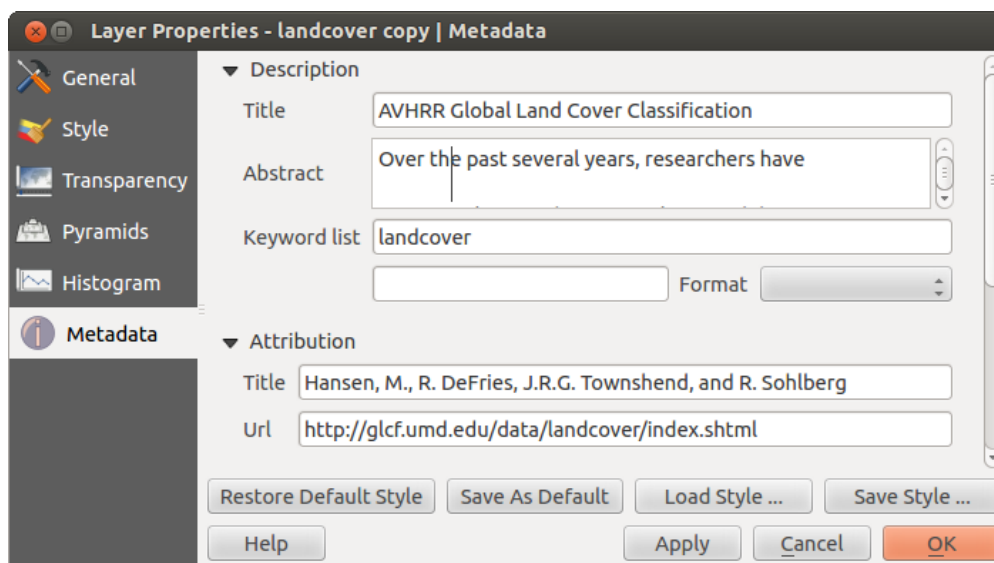 Layer Properties - landcover copy | Metadata
General
Style
Transparency
Pyramids
Histogram
Metadata
Description
Title AVHRR Global Land Cover Classification
Abstract Over the past several years, researchers have
Keyword list landcover
Format
Attribution
Title Hansen, M., R. DeFries, J.R.G. Townshend, and R. Sohlberg
Url http://glcf.umd.edu/data/landcover/index.shtml
Restore Default Style Save As Default Load Style ... Save Style ...
Help Apply Cancel OK